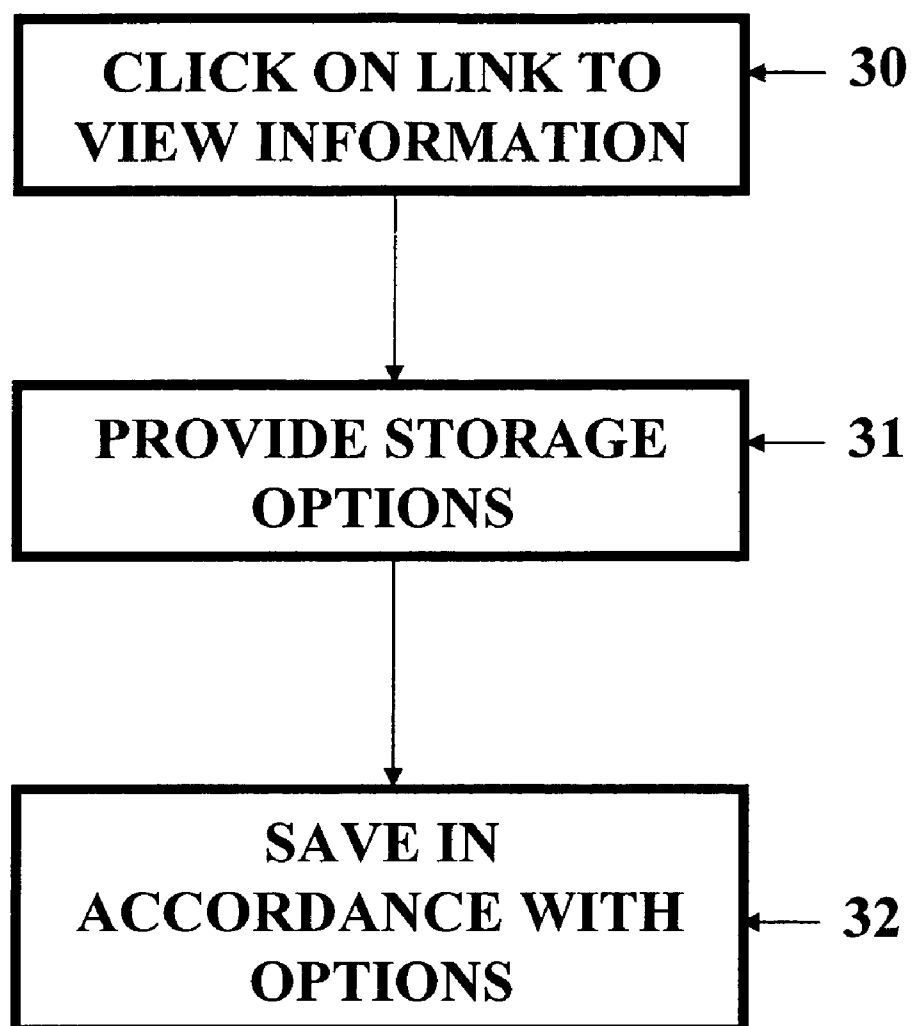 CLICK ON LINK TO
VIEW INFORMATION
30
PROVIDE STORAGE
OPTIONS
31
SAVE IN
ACCORDANCE WITH
OPTIONS
32